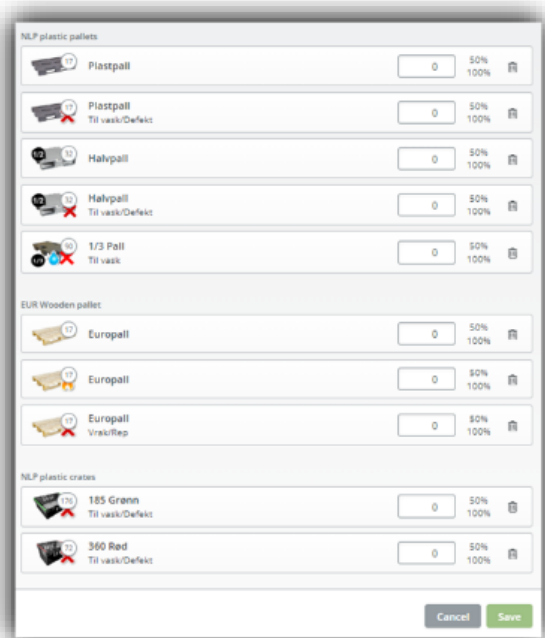 NLP plastic pallets
17
Plastpall
0
50%
100%
17
Plastpall
Til vask/Defekt
0
50%
100%
1/2
32
Halvpall
0
50%
100%
1/2
32
Halvpall
Til vask/Defekt
0
50%
100%
90
1/3
1/3 Pall
Til vask
0
50%
100%
EUR Wooden pallet
17
Europall
0
50%
100%
17
Europall
0
50%
100%
17
Europall
Vrak/Rep
0
50%
100%
NLP plastic crates
176
185 Grønn
Til vask/Defekt
0
50%
100%
72
360 Rød
Til vask/Defekt
0
50%
100%
Cancel
Save